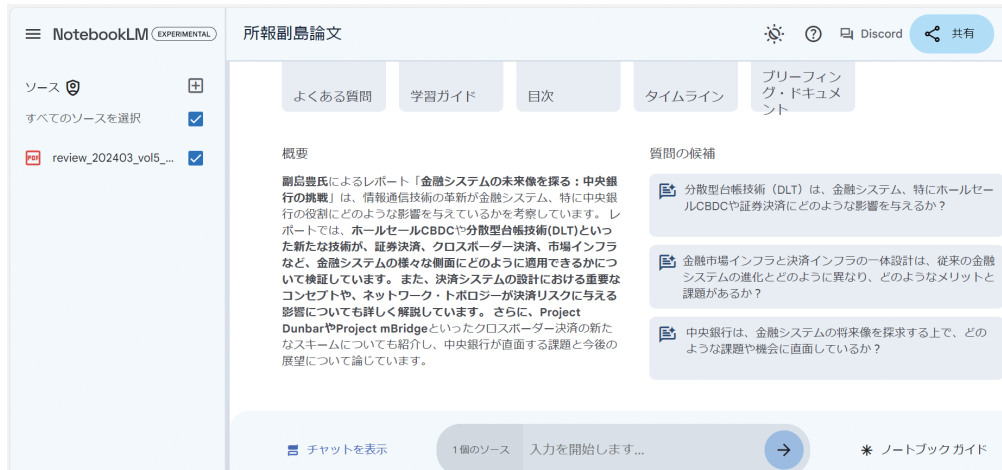 NotebookLM EXPERIMENTAL
所報副島論文
Discord
共有
ソース
すべてのソースを選択
PDF review_202403_vol5_...
よくある質問
学習ガイド
目次
タイムライン
ブリーフィン
グ・ドキュメ
ント
概要
副島豊氏によるレポート「金融システムの未来像を探る：中央銀
行の挑戦」は、情報通信技術の革新が金融システム、特に中央銀
行の役割にどのような影響を与えているかを考察しています。 レ
ポートでは、ホールセールCBDCや分散型台帳技術(DLT)といっ
た新たな技術が、証券決済、クロスボーダー決済、市場インフラ
など、金融システムの様々な側面にどのように適用できるかにつ
いて検証しています。 また、決済システムの設計における重要な
コンセプトや、ネットワーク・トポロジーが決済リスクに与える
影響についても詳しく解説しています。 さらに、Project
DunbarやProject mBridgeといったクロスボーダー決済の新た
なスキームについても紹介し、中央銀行が直面する課題と今後の
展望について論じています。
質問の候補
分散型台帳技術（DLT）は、金融システム、特にホールセー
ルCBDCや証券決済にどのような影響を与えるか？
金融市場インフラと決済インフラの一体設計は、従来の金融
システムの進化とどのように異なり、どのようなメリットと
課題があるか？
中央銀行は、金融システムの将来像を探求する上で、どの
ような課題や機会に直面しているか？
チャットを表示
1個のソース
入力を開始します...
ノートブック ガイド